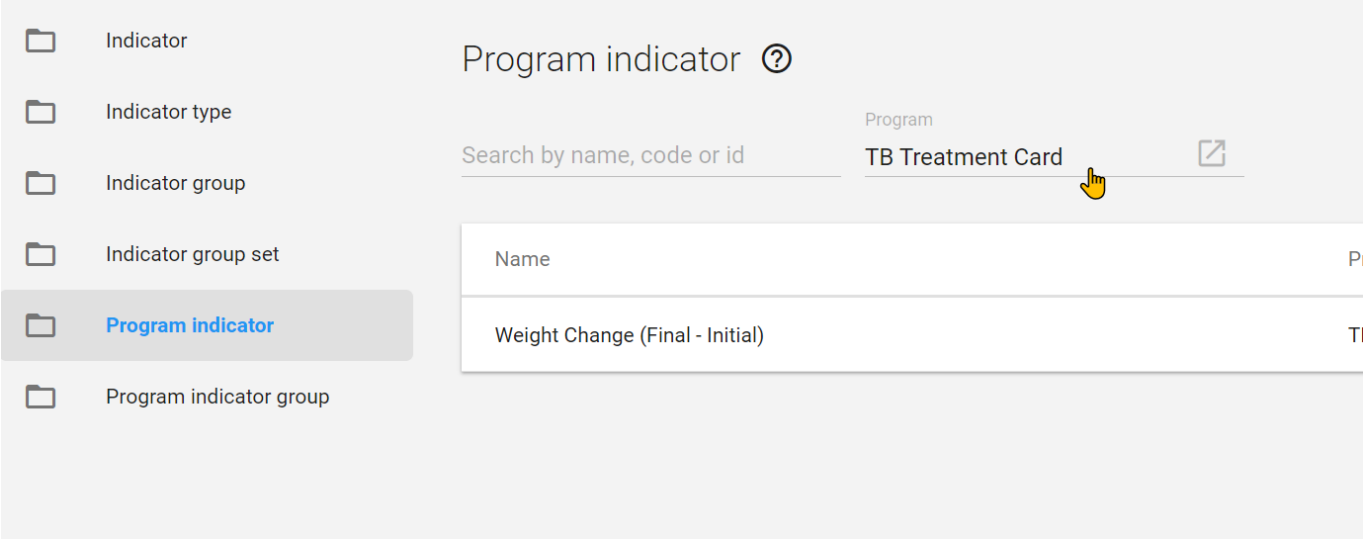 Indicator
Indicator type
Indicator group
Indicator group set
Program indicator
Program indicator group
Program indicator ?
Search by name, code or id
Program
TB Treatment Card
Name
Weight Change (Final - Initial)